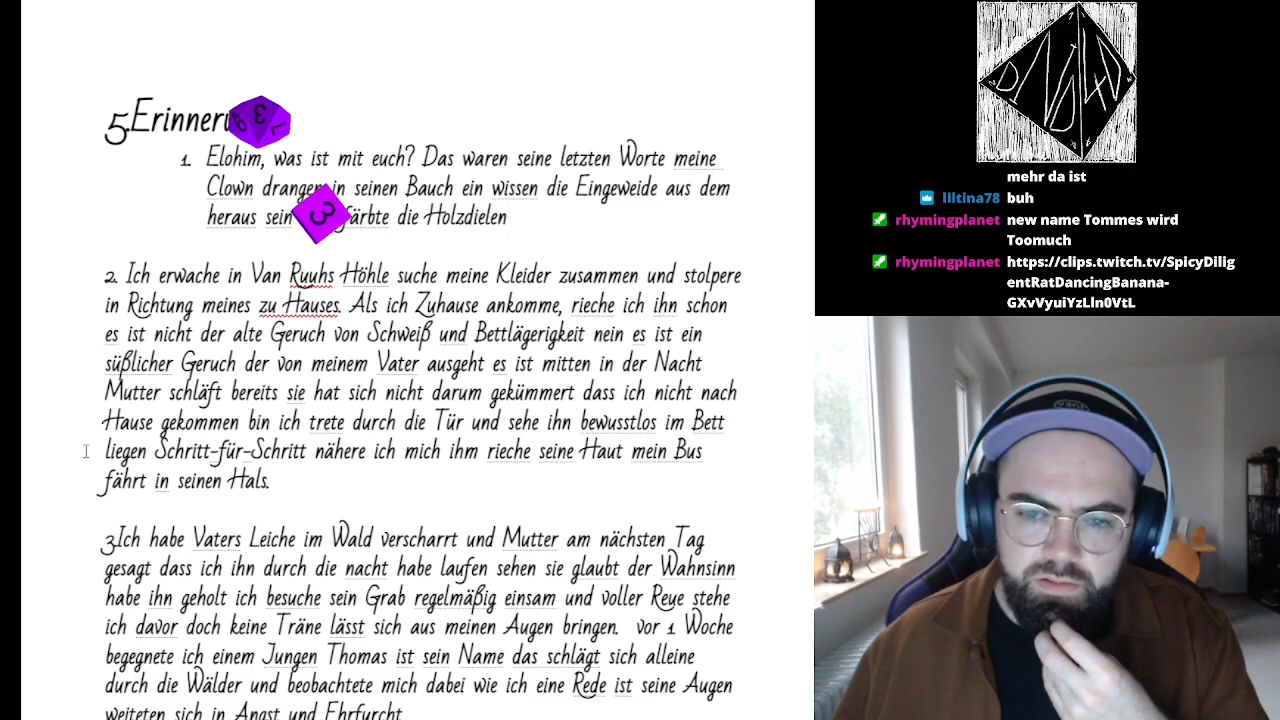 5.Erinneru
1. Elohim, was ist mit euch? Das waren seine letzten Worte meine
Clown drangen in seinen Bauch ein wissen die Eingeweide aus dem
heraus sein färbte die Holzdielen
2. Ich erwache in Van Ruuhs Höhle suche meine Kleider zusammen und stolpere
in Richtung meines zu Hauses. Als ich Zuhause ankomme, rieche ich ihn schon
es ist nicht der alte Geruch von Schweiß und Bettlägerigkeit nein es ist ein
süßlicher Geruch der von meinem Vater ausgeht es ist mitten in der Nacht
Mutter schläft bereits sie hat sich nicht darum gekümmert dass ich nicht nach
Hause gekommen bin ich trete durch die Tür und sehe ihn bewusstlos im Bett
liegen Schritt-für-Schritt nähere ich mich ihm rieche seine Haut mein Bus
fährt in seinen Hals.
3.Ich habe Vaters Leiche im Wald verscharrt und Mutter am nächsten Tag
gesagt dass ich ihn durch die nacht habe laufen sehen sie glaubt der Wahnsinn
habe ihn geholt ich besuche sein Grab regelmäßig einsam und voller Reue stehe
ich davor doch keine Träne lässt sich aus meinen Augen bringen. vor 1 Woche
begegnete ich einem Jungen Thomas ist sein Name das schlägt sich alleine
durch die Wälder und beobachtete mich dabei wie ich eine Rede ist seine Augen
weiteten sich in Angst und Ehrfurcht
mehr da ist
liltina78 buh
rhymingplanet new name Tommes wird
Toomuch
rhymingplanet https://clips.twitch.tv/SpicyDilig
entRatDancingBanana-
GXvVyuiYzLln0VtL